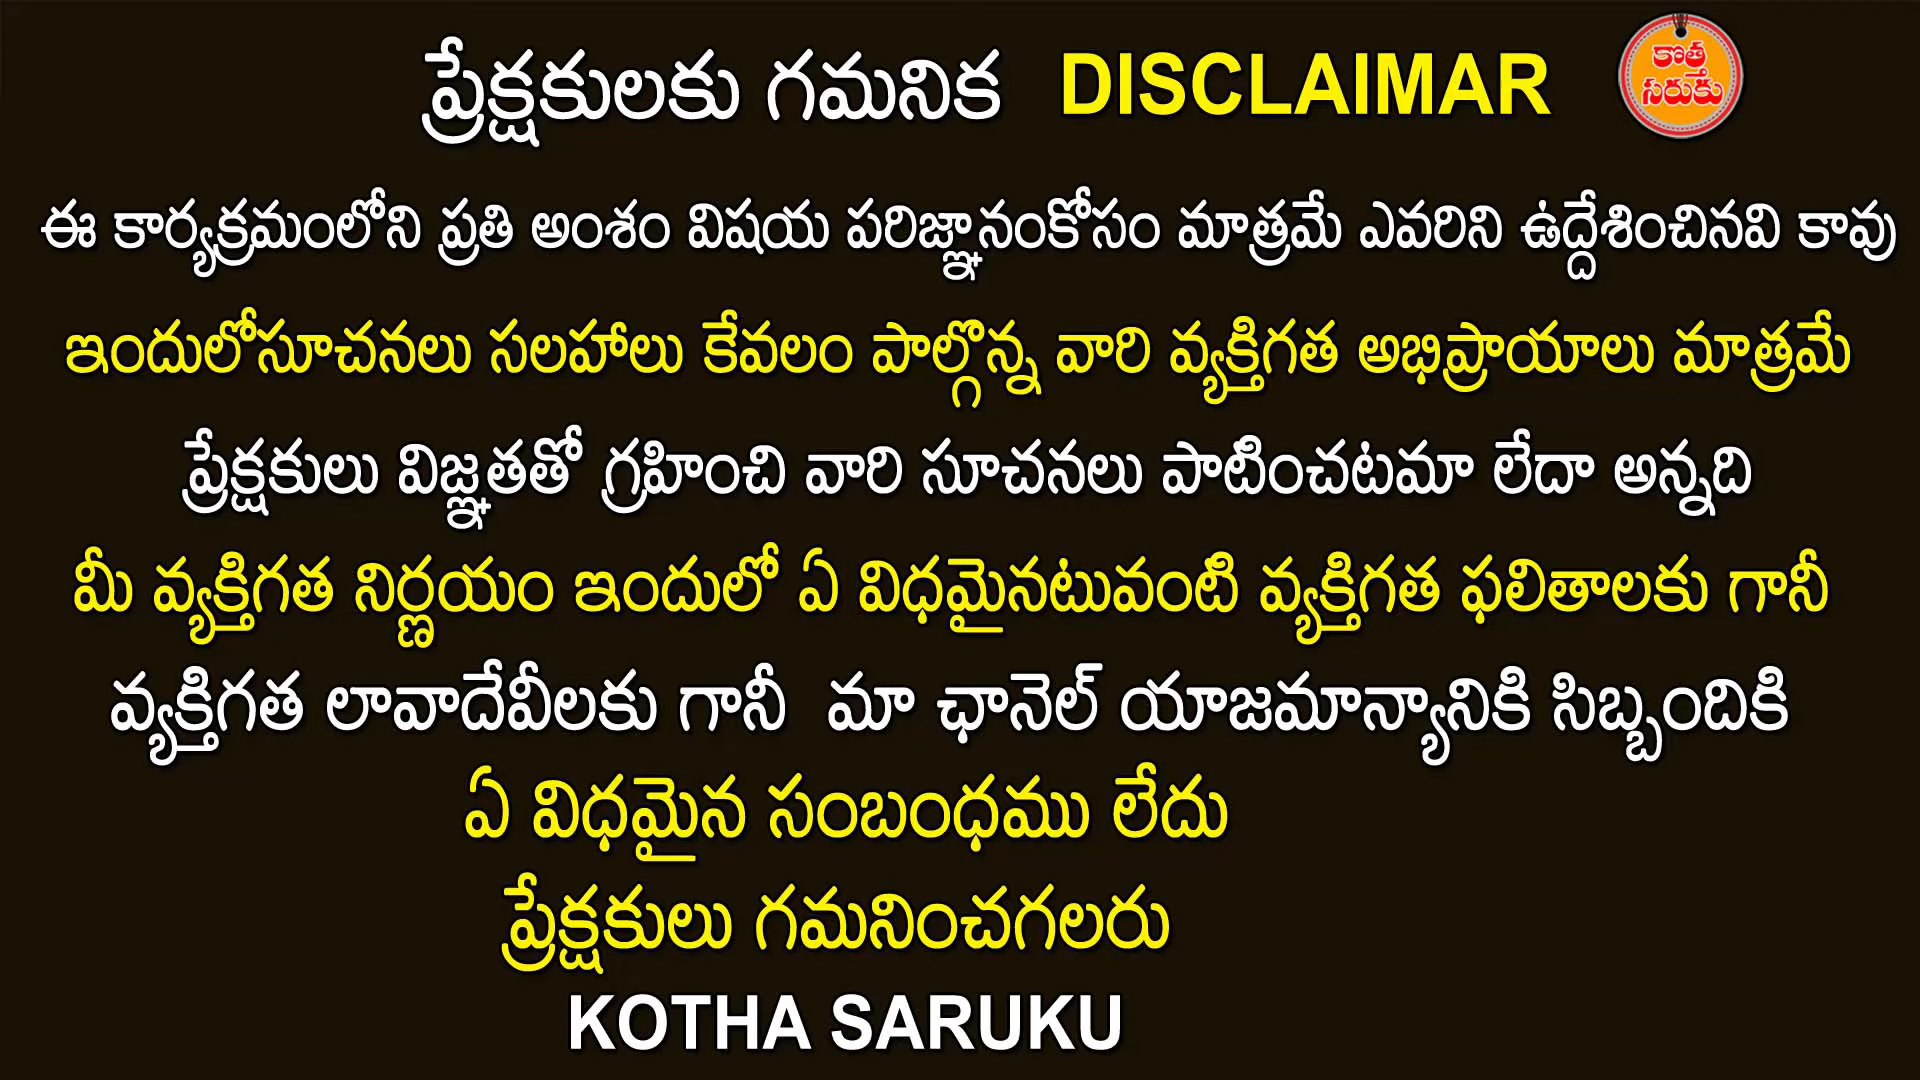 ప్రేక్షకులకు గమనిక DISCLAIMAR
కొత్త
సరుకు
ఈ కార్యక్రమంలోని ప్రతి అంశం విషయ పరిజ్ఞానంకోసం మాత్రమే ఎవరిని ఉద్దేశించినవి కావు
ఇందులోసూచనలు సలహాలు కేవలం పాల్గొన్న వారి వ్యక్తిగత అభిప్రాయాలు మాత్రమే
ప్రేక్షకులు విజ్ఞతతో గ్రహించి వారి సూచనలు పాటించటమా లేదా అన్నది
మీ వ్యక్తిగత నిర్ణయం ఇందులో ఏ విధమైనటువంటి వ్యక్తిగత ఫలితాలకు గానీ
వ్యక్తిగత లావాదేవీలకు గానీ మా ఛానెల్ యాజమాన్యానికి సిబ్బందికి
ఏ విధమైన సంబంధము లేదు
ప్రేక్షకులు గమనించగలరు
KOTHA SARUKU